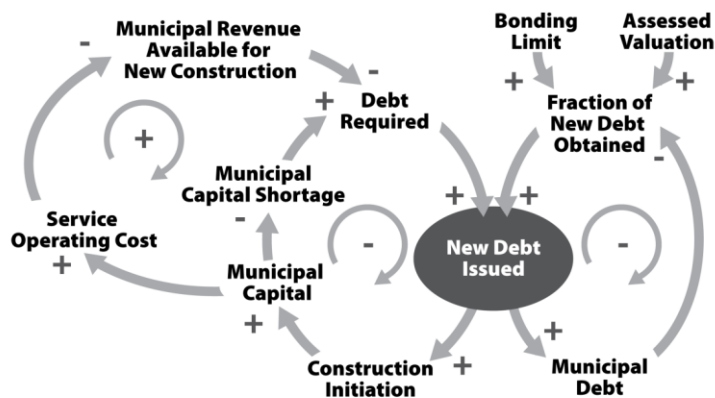 Municipal Revenue
Available for
New Construction
-
Bonding
Limit
+
Assessed
Valuation
+
-
+
Debt
Required
Fraction of
New Debt
Obtained
-
+
Municipal
Capital Shortage
-
Service
Operating Cost
+
+
+
New Debt
Issued
-
-
Municipal
Capital
+
Construction
Initiation
+
+
Municipal
Debt